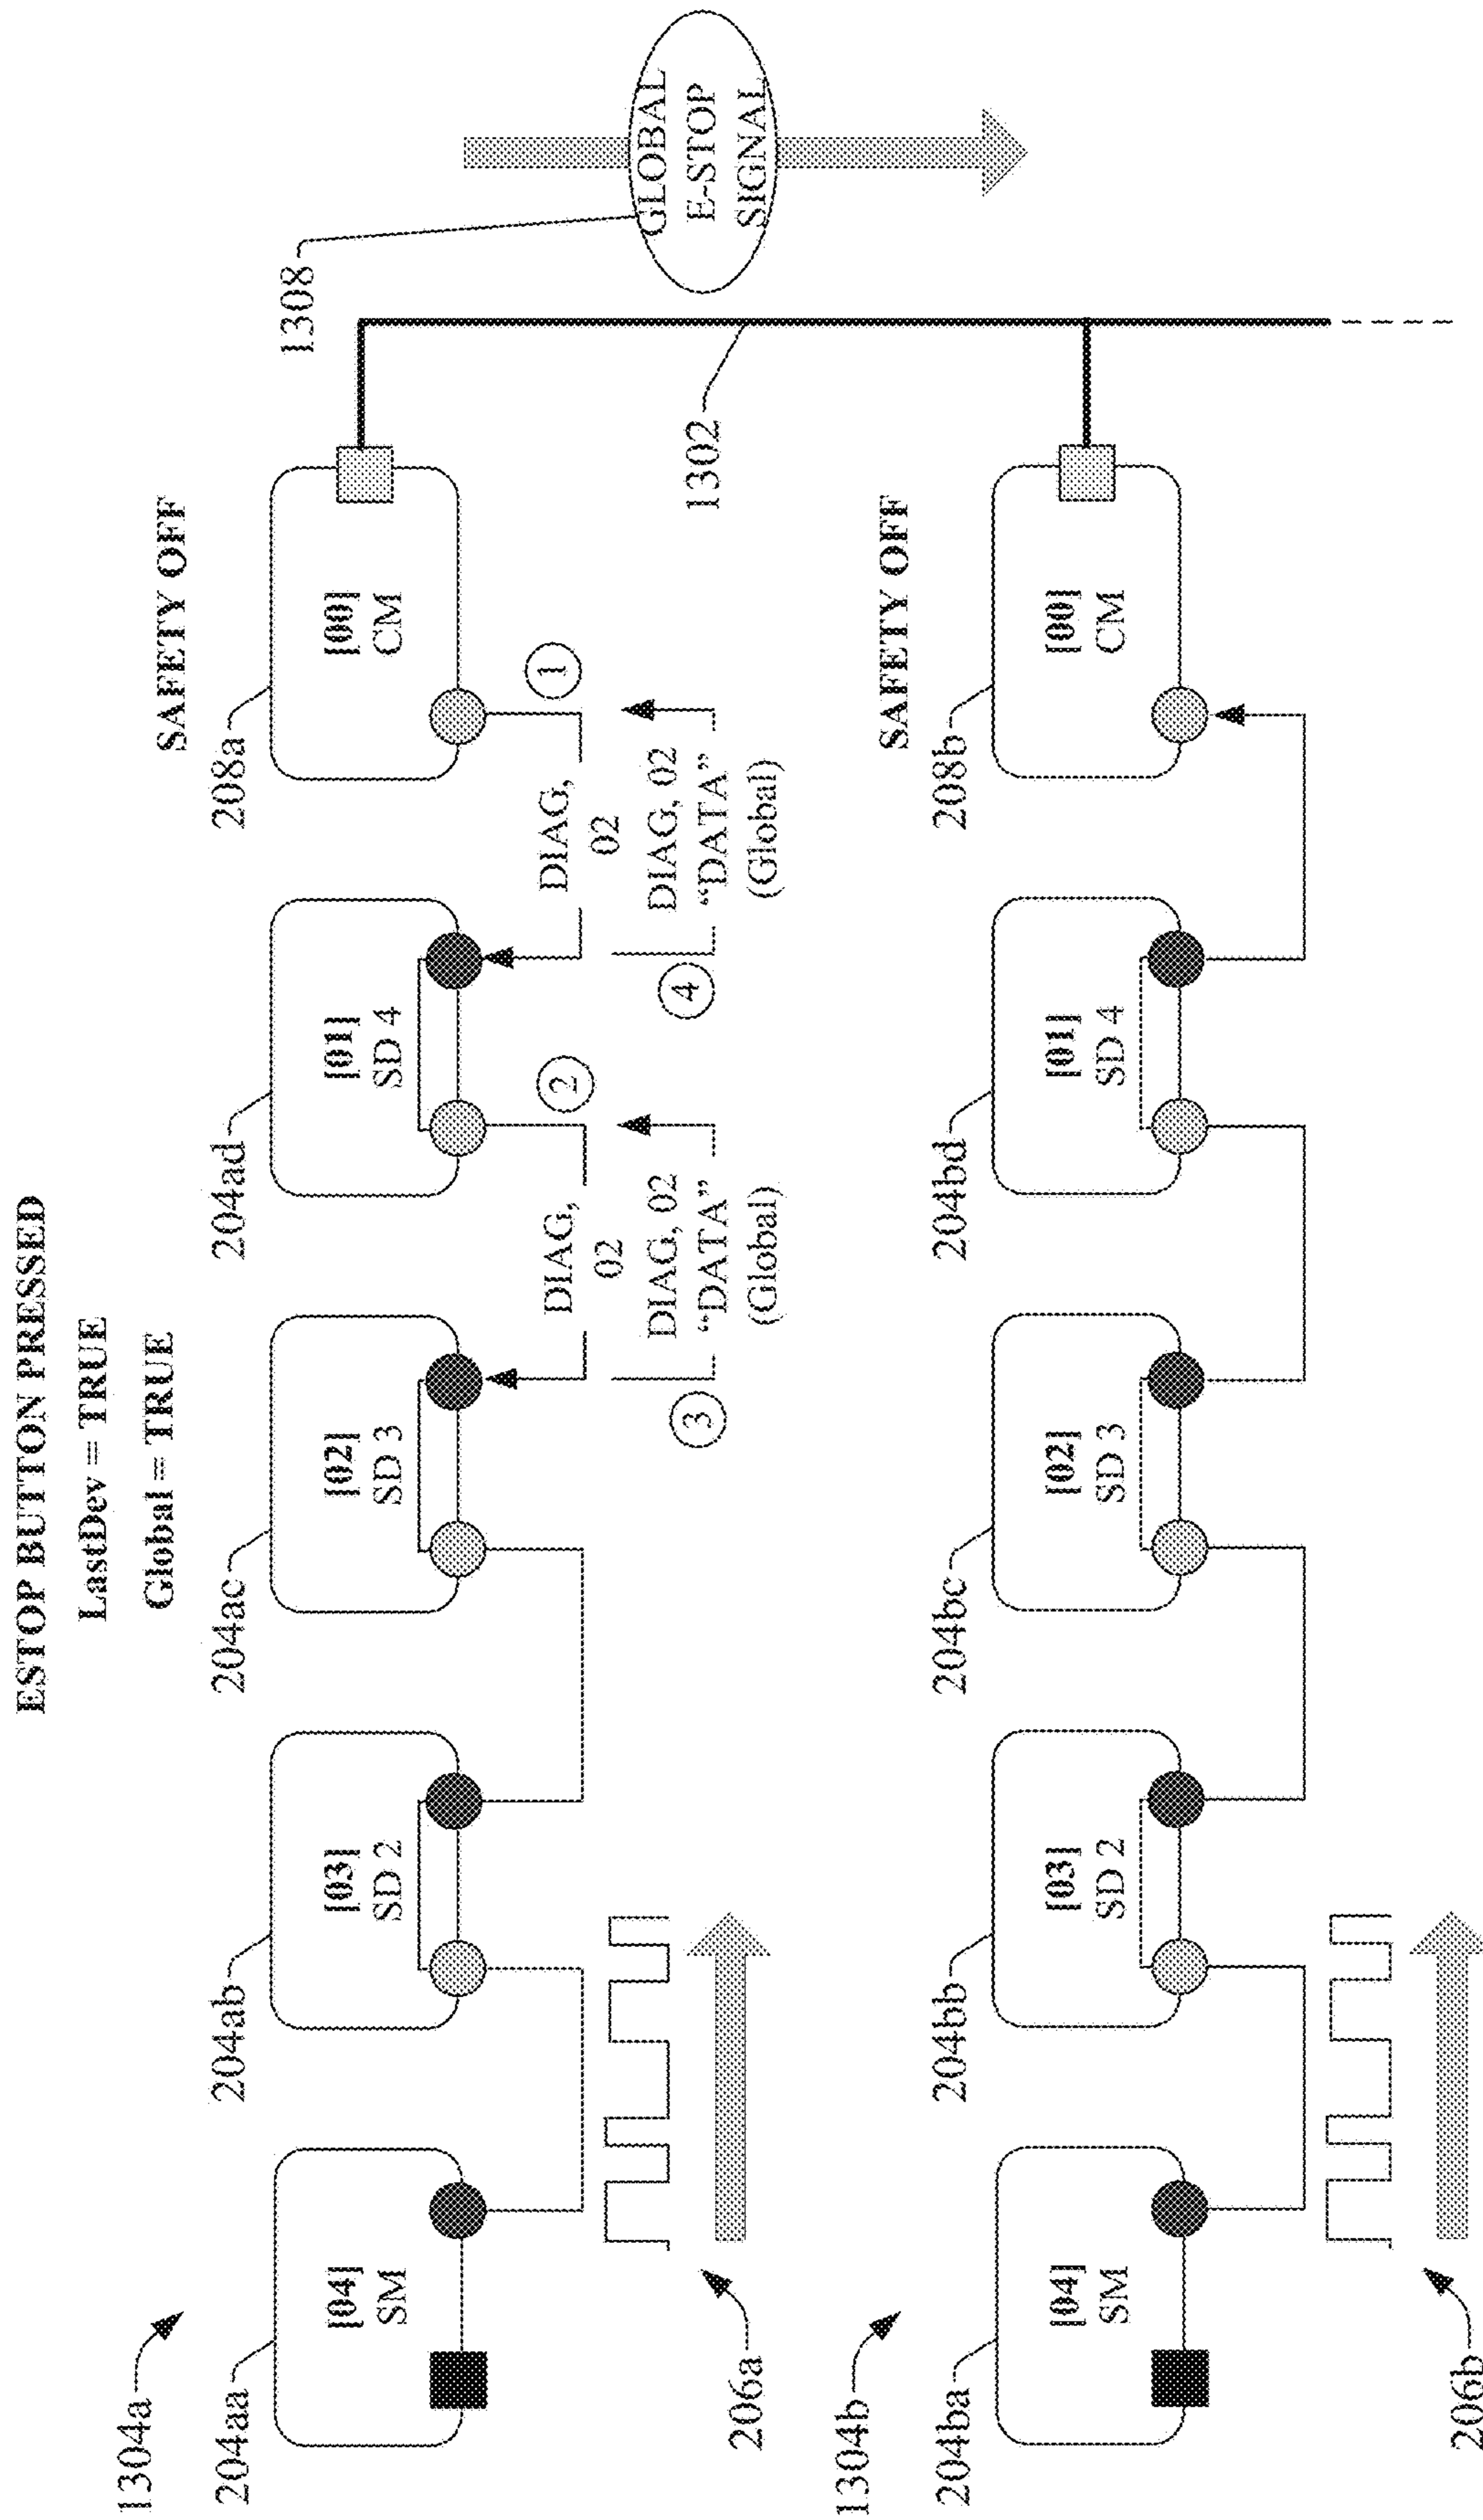 ESTOP BUTTON PRESSED
LastDev = TRUE
Global = TRUE
1304a
204aa
[04]
SM
204ab
[03]
SD 2
204ac
[02]
SD 3
204ad
[01]
SD 4
208a
SAFETY OFF
[00]
CM
1308
GLOBAL
E-STOP
SIGNAL
1
DIAG,
02
2
DIAG,
02
3
DIAG, 02
“DATA”
(Global)
4
DIAG, 02
“DATA”
(Global)
206a
1302
1304b
204ba
[04]
SM
204bb
[03]
SD 2
204bc
[02]
SD 3
204bd
[01]
SD 4
208b
SAFETY OFF
[00]
CM
206b